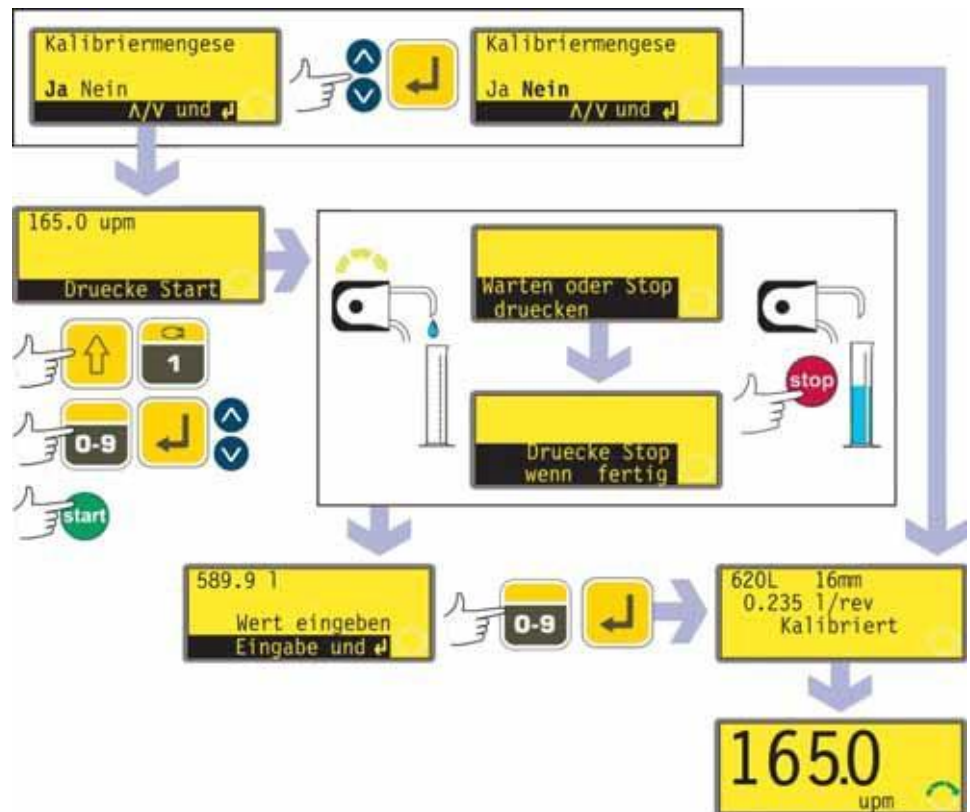 Kalibriermengese
Ja Nein
Λ/V und ↲
Kalibriermengese
Ja Nein
Λ/V und ↲
165.0 upm
Druecke Start
1
0-9
start
Warten oder Stop
druecken
stop
Druecke Stop
wenn fertig
589.9 l
Wert eingeben
Eingabe und ↲
0-9
620L 16mm
0.235 l/rev
Kalibriert
165.0
upm